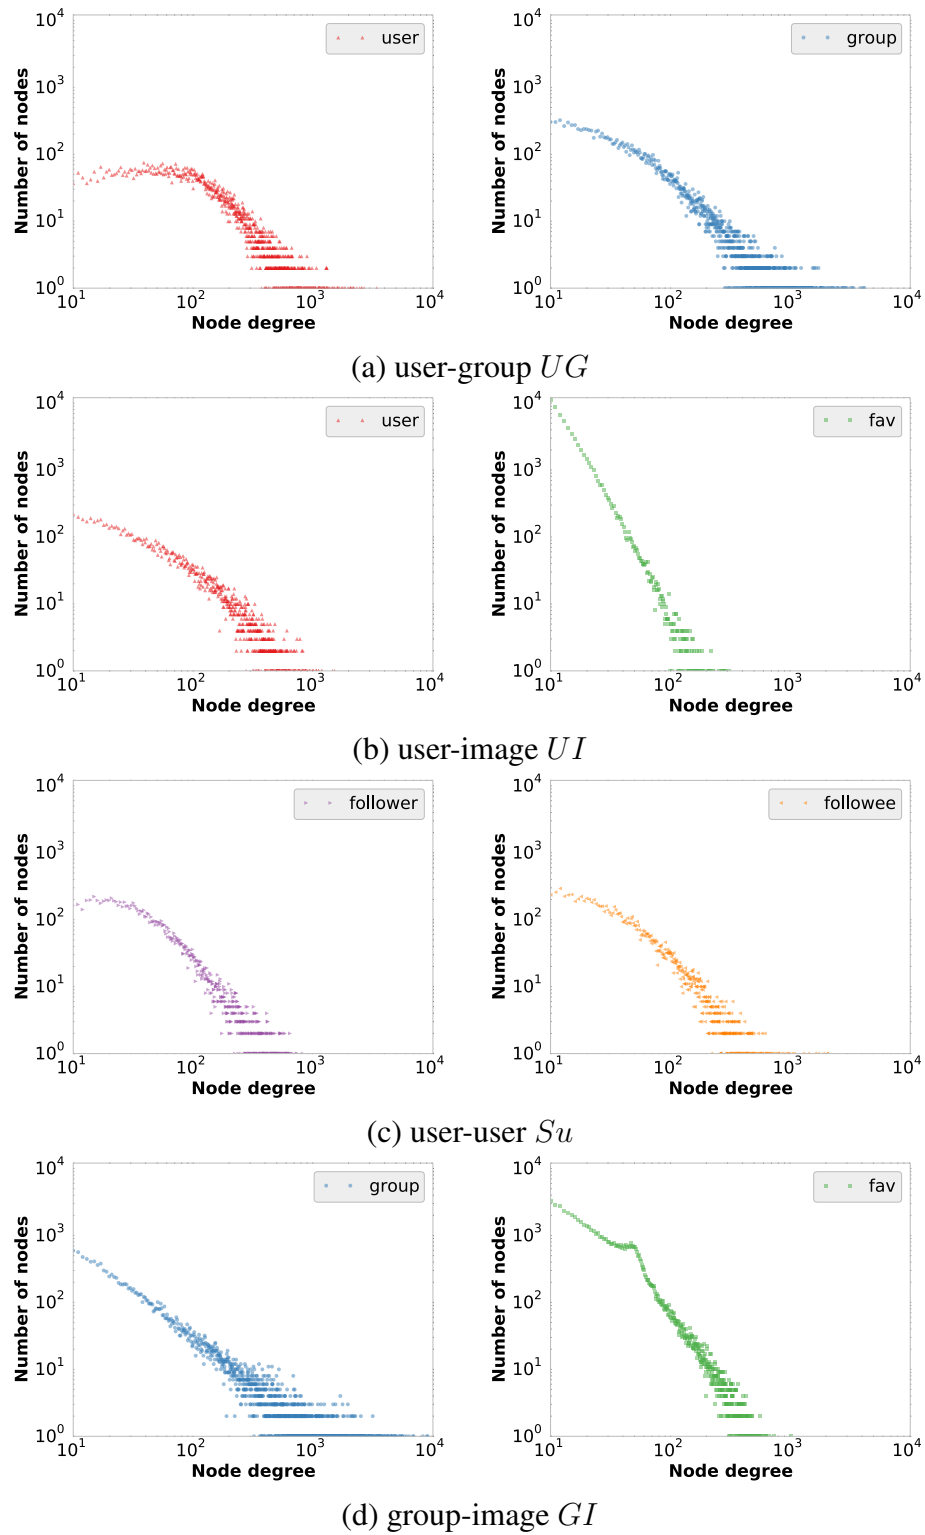 10^4
10^3
10^2
10^1
10^0
Number of nodes
user
10^1 10^2 10^3 10^4
Node degree
10^4
10^3
10^2
10^1
10^0
Number of nodes
group
10^1 10^2 10^3 10^4
Node degree
(a) user-group UG
10^4
10^3
10^2
10^1
10^0
Number of nodes
user
10^1 10^2 10^3 10^4
Node degree
10^4
10^3
10^2
10^1
10^0
Number of nodes
fav
10^1 10^2 10^3 10^4
Node degree
(b) user-image UI
10^4
10^3
10^2
10^1
10^0
Number of nodes
follower
10^1 10^2 10^3 10^4
Node degree
10^4
10^3
10^2
10^1
10^0
Number of nodes
followee
10^1 10^2 10^3 10^4
Node degree
(c) user-user Su
10^4
10^3
10^2
10^1
10^0
Number of nodes
group
10^1 10^2 10^3 10^4
Node degree
10^4
10^3
10^2
10^1
10^0
Number of nodes
fav
10^1 10^2 10^3 10^4
Node degree
(d) group-image GI